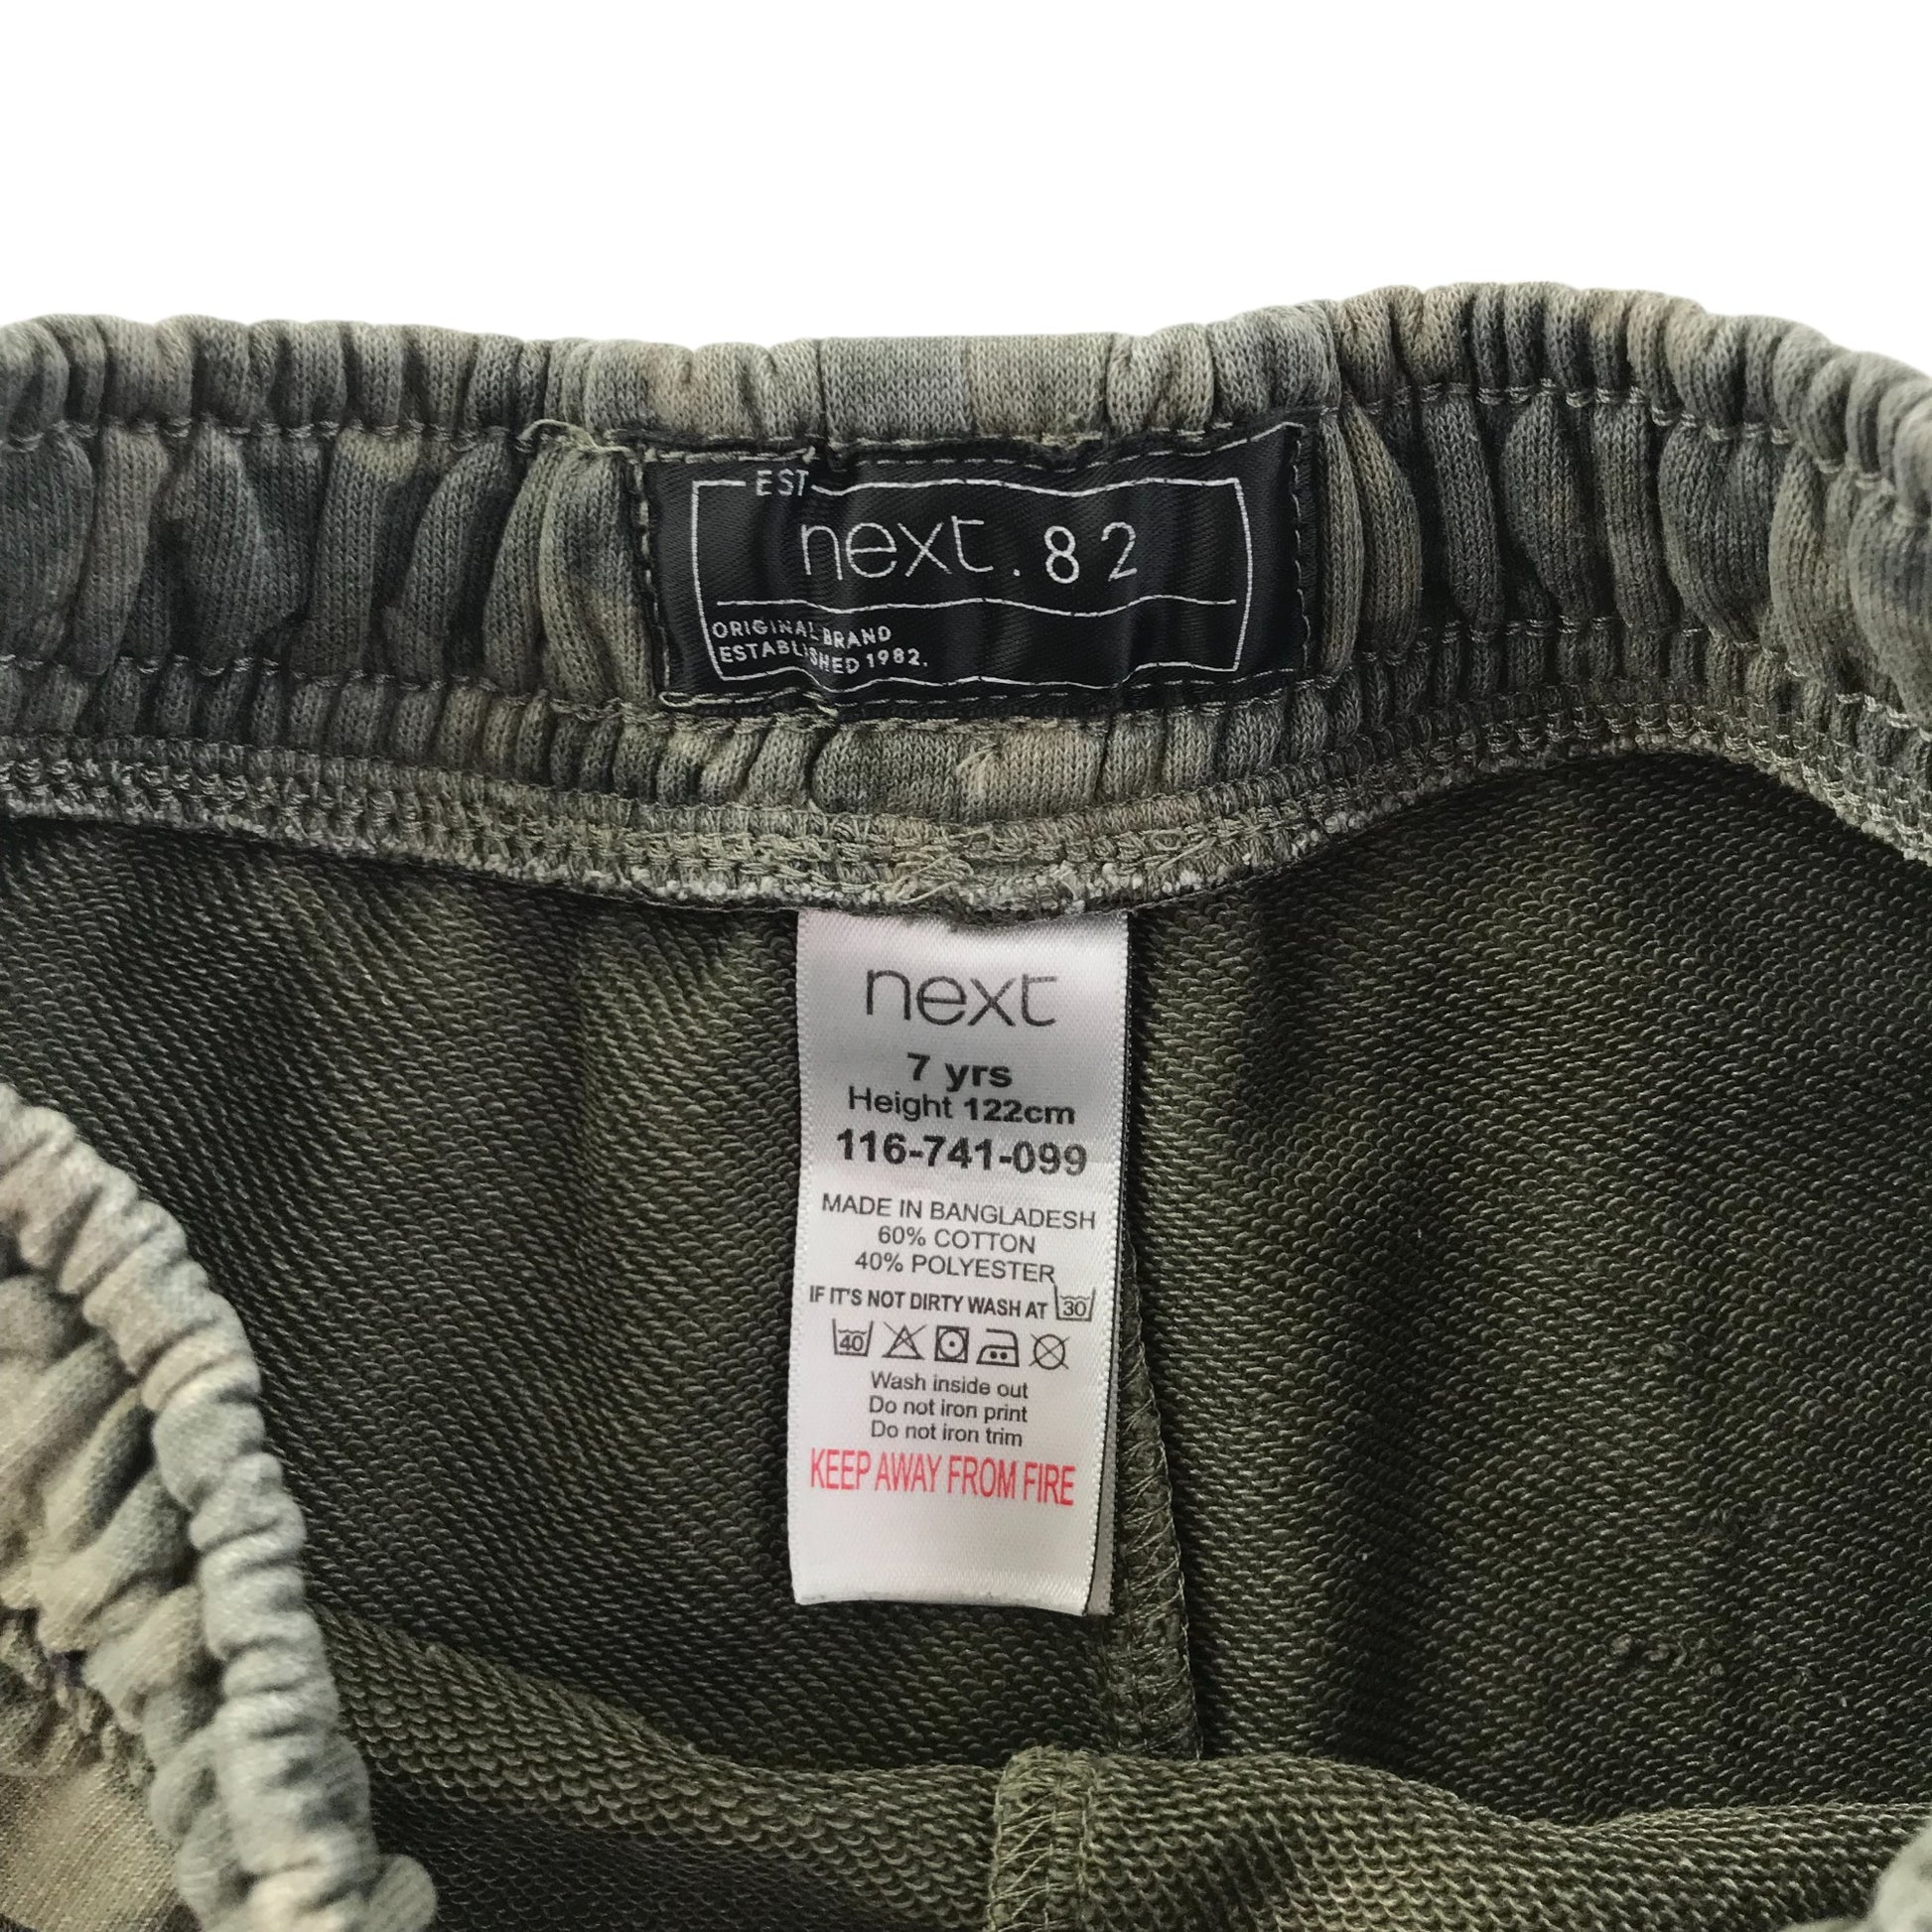 EST
next.82
ORIGINAL BRAND
ESTABLISHED 1982.
next
7 yrs
Height 122cm
116-741-099
MADE IN BANGLADESH
60% COTTON
40% POLYESTER
IF IT'S NOT DIRTY WASH AT 30
40
Wash inside out
Do not iron print
Do not iron trim
KEEP AWAY FROM FIRE